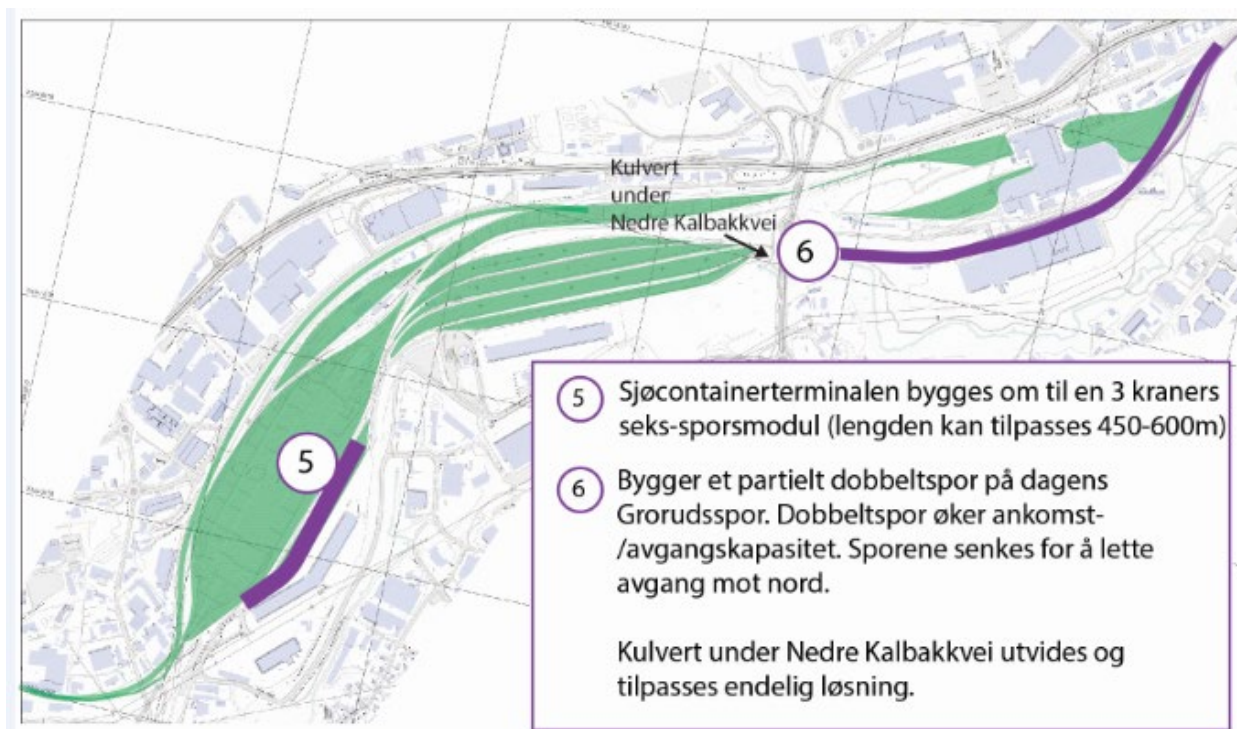 Kulvert
under
Nedre Kalbakkvei
6
5
5 Sjøcontainerterminalen bygges om til en 3 kraners
seks-sporsmodul (lengden kan tilpasses 450-600m)
6 Bygger et partielt dobbeltspor på dagens
Grorudsspor. Dobbeltspor øker ankomst-
/avgangskapasitet. Sporene senkes for å lette
avgang mot nord.
Kulvert under Nedre Kalbakkvei utvides og
tilpasses endelig løsning.